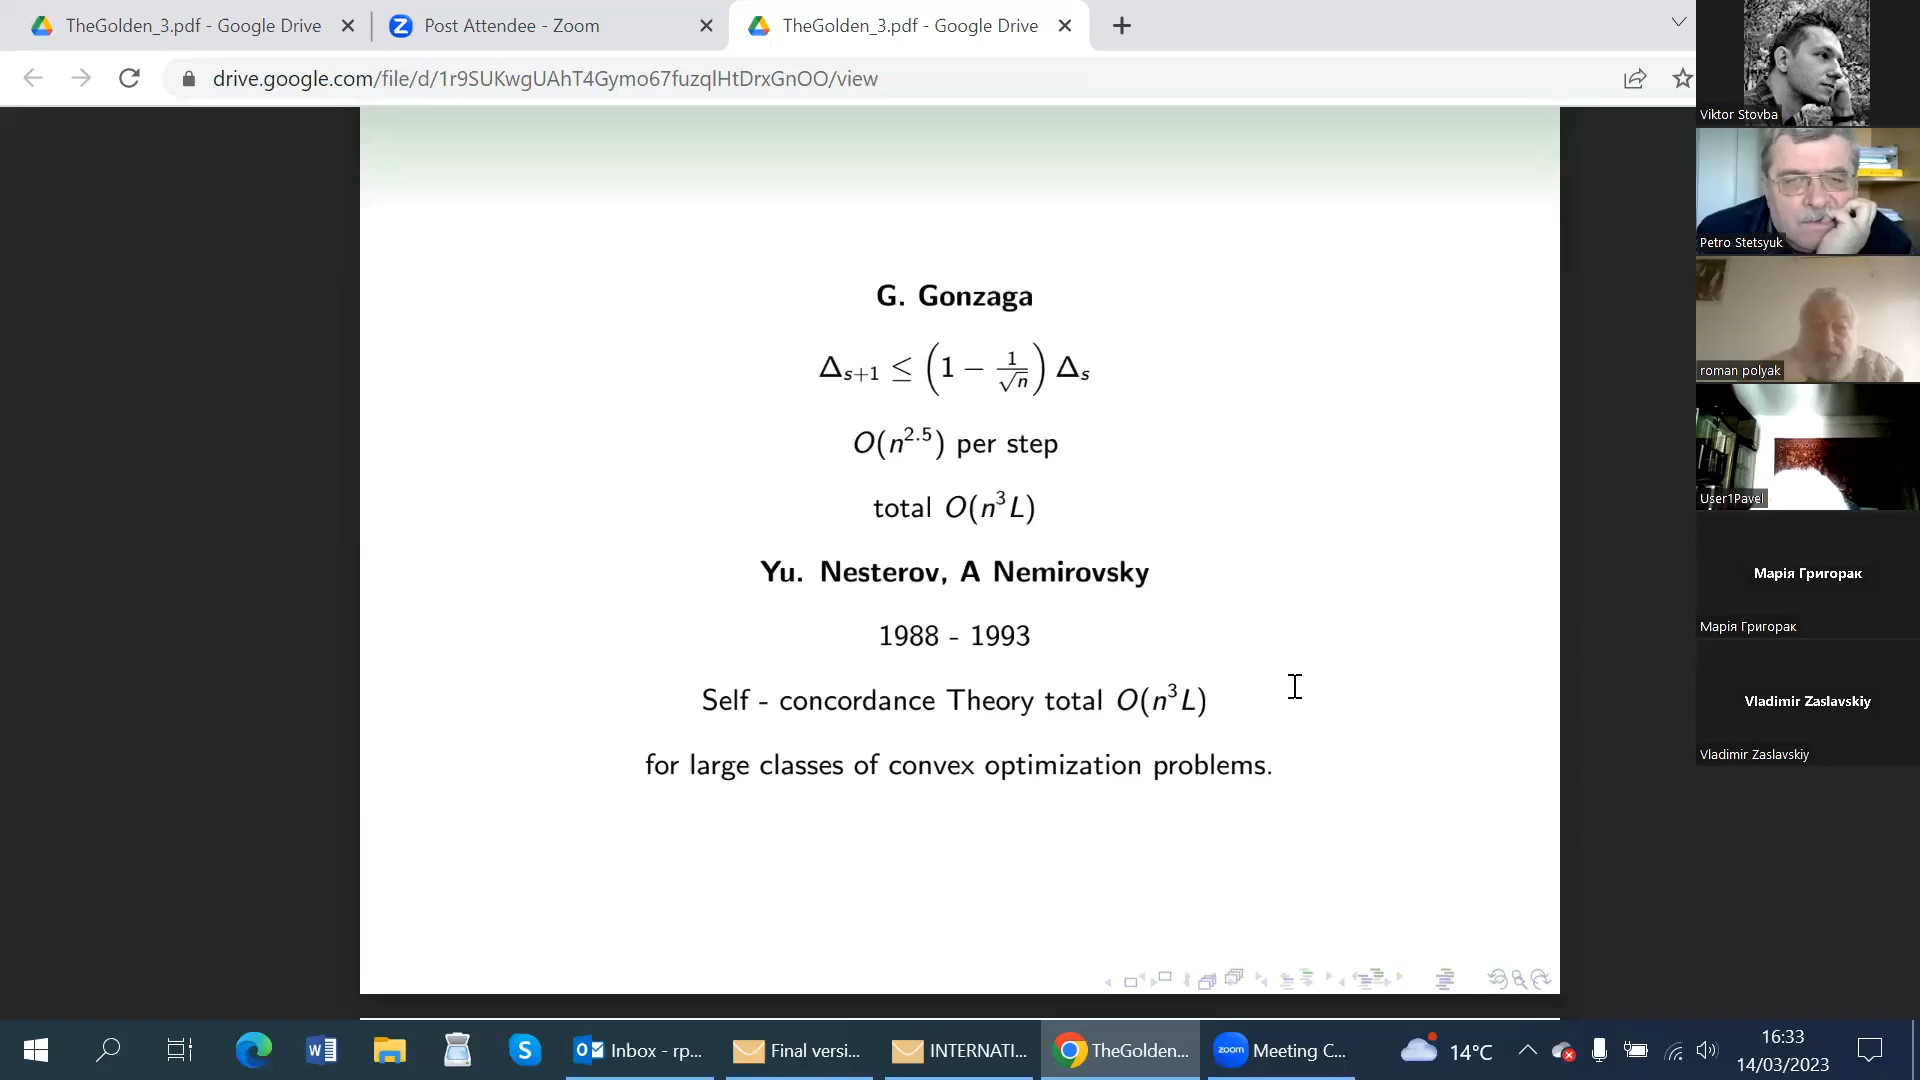 TheGolden_3.pdf - Google Drive
Post Attendee - Zoom
TheGolden_3.pdf - Google Drive
drive.google.com/file/d/1r9SUKwgUAhT4Gymo67fuzqlHtDrxGnOO/view
G. Gonzaga
Δ_{s+1} ≤ (1 − 1/√n) Δ_s
O(n^{2.5}) per step
total O(n^3 L)
Yu. Nesterov, A Nemirovsky
1988 - 1993
Self - concordance Theory total O(n^3 L)
for large classes of convex optimization problems.
Viktor Stovba
Petro Stetsyuk
roman polyak
User1Pavel
Марія Григорак
Марія Григорак
Vladimir Zaslavskiy
Vladimir Zaslavskiy
Inbox - rp...
Final versi...
INTERNATI...
TheGolden...
zoom
Meeting C...
14°C
16:33
14/03/2023